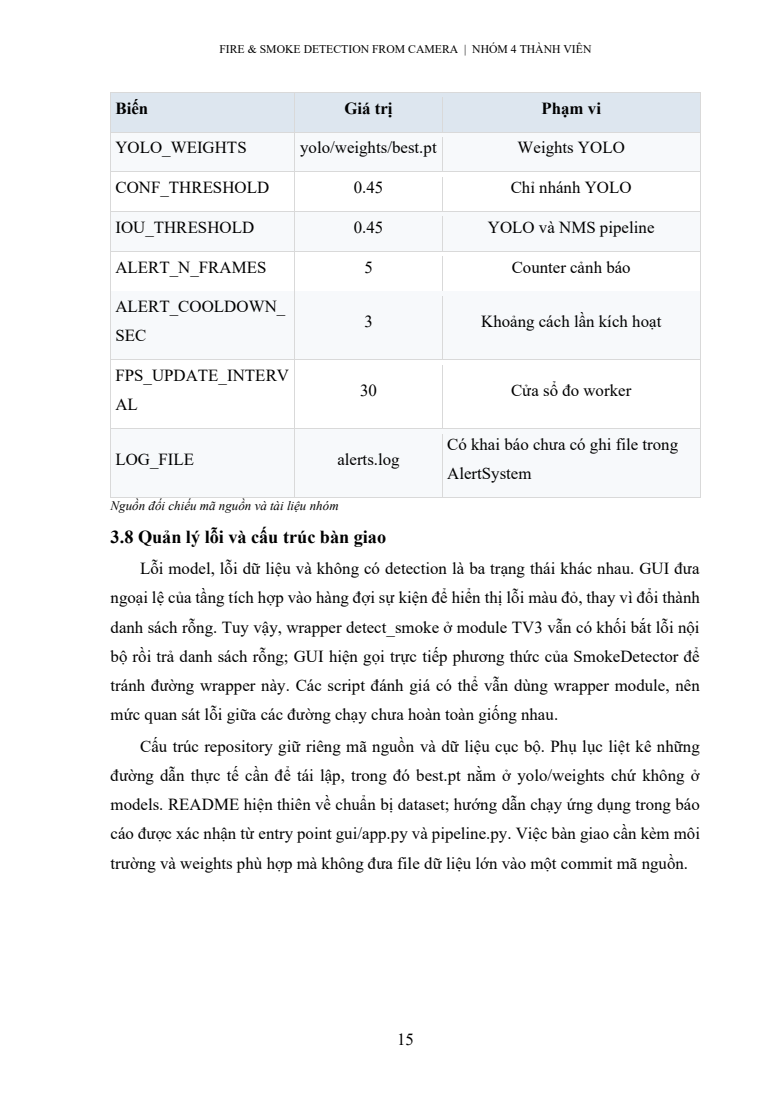 FIRE & SMOKE DETECTION FROM CAMERA | NHÓM 4 THÀNH VIÊN
Biến Giá trị Phạm vi
YOLO_WEIGHTS yolo/weights/best.pt Weights YOLO
CONF_THRESHOLD 0.45 Chỉ nhánh YOLO
IOU_THRESHOLD 0.45 YOLO và NMS pipeline
ALERT_N_FRAMES 5 Counter cảnh báo
ALERT_COOLDOWN_
SEC 3 Khoảng cách lần kích hoạt
FPS_UPDATE_INTERV
AL 30 Cửa sổ đo worker
LOG_FILE alerts.log Có khai báo chưa có ghi file trong
AlertSystem
Nguồn đối chiếu mã nguồn và tài liệu nhóm
3.8 Quản lý lỗi và cấu trúc bàn giao
Lỗi model, lỗi dữ liệu và không có detection là ba trạng thái khác nhau. GUI đưa
ngoại lệ của tầng tích hợp vào hàng đợi sự kiện để hiển thị lỗi màu đỏ, thay vì đổi thành
danh sách rỗng. Tuy vậy, wrapper detect_smoke ở module TV3 vẫn có khối bắt lỗi nội
bộ rồi trả danh sách rỗng; GUI hiện gọi trực tiếp phương thức của SmokeDetector để
tránh đường wrapper này. Các script đánh giá có thể vẫn dùng wrapper module, nên
mức quan sát lỗi giữa các đường chạy chưa hoàn toàn giống nhau.
Cấu trúc repository giữ riêng mã nguồn và dữ liệu cục bộ. Phụ lục liệt kê những
đường dẫn thực tế cần để tái lập, trong đó best.pt nằm ở yolo/weights chứ không ở
models. README hiện thiên về chuẩn bị dataset; hướng dẫn chạy ứng dụng trong báo
cáo được xác nhận từ entry point gui/app.py và pipeline.py. Việc bàn giao cần kèm môi
trường và weights phù hợp mà không đưa file dữ liệu lớn vào một commit mã nguồn.
15